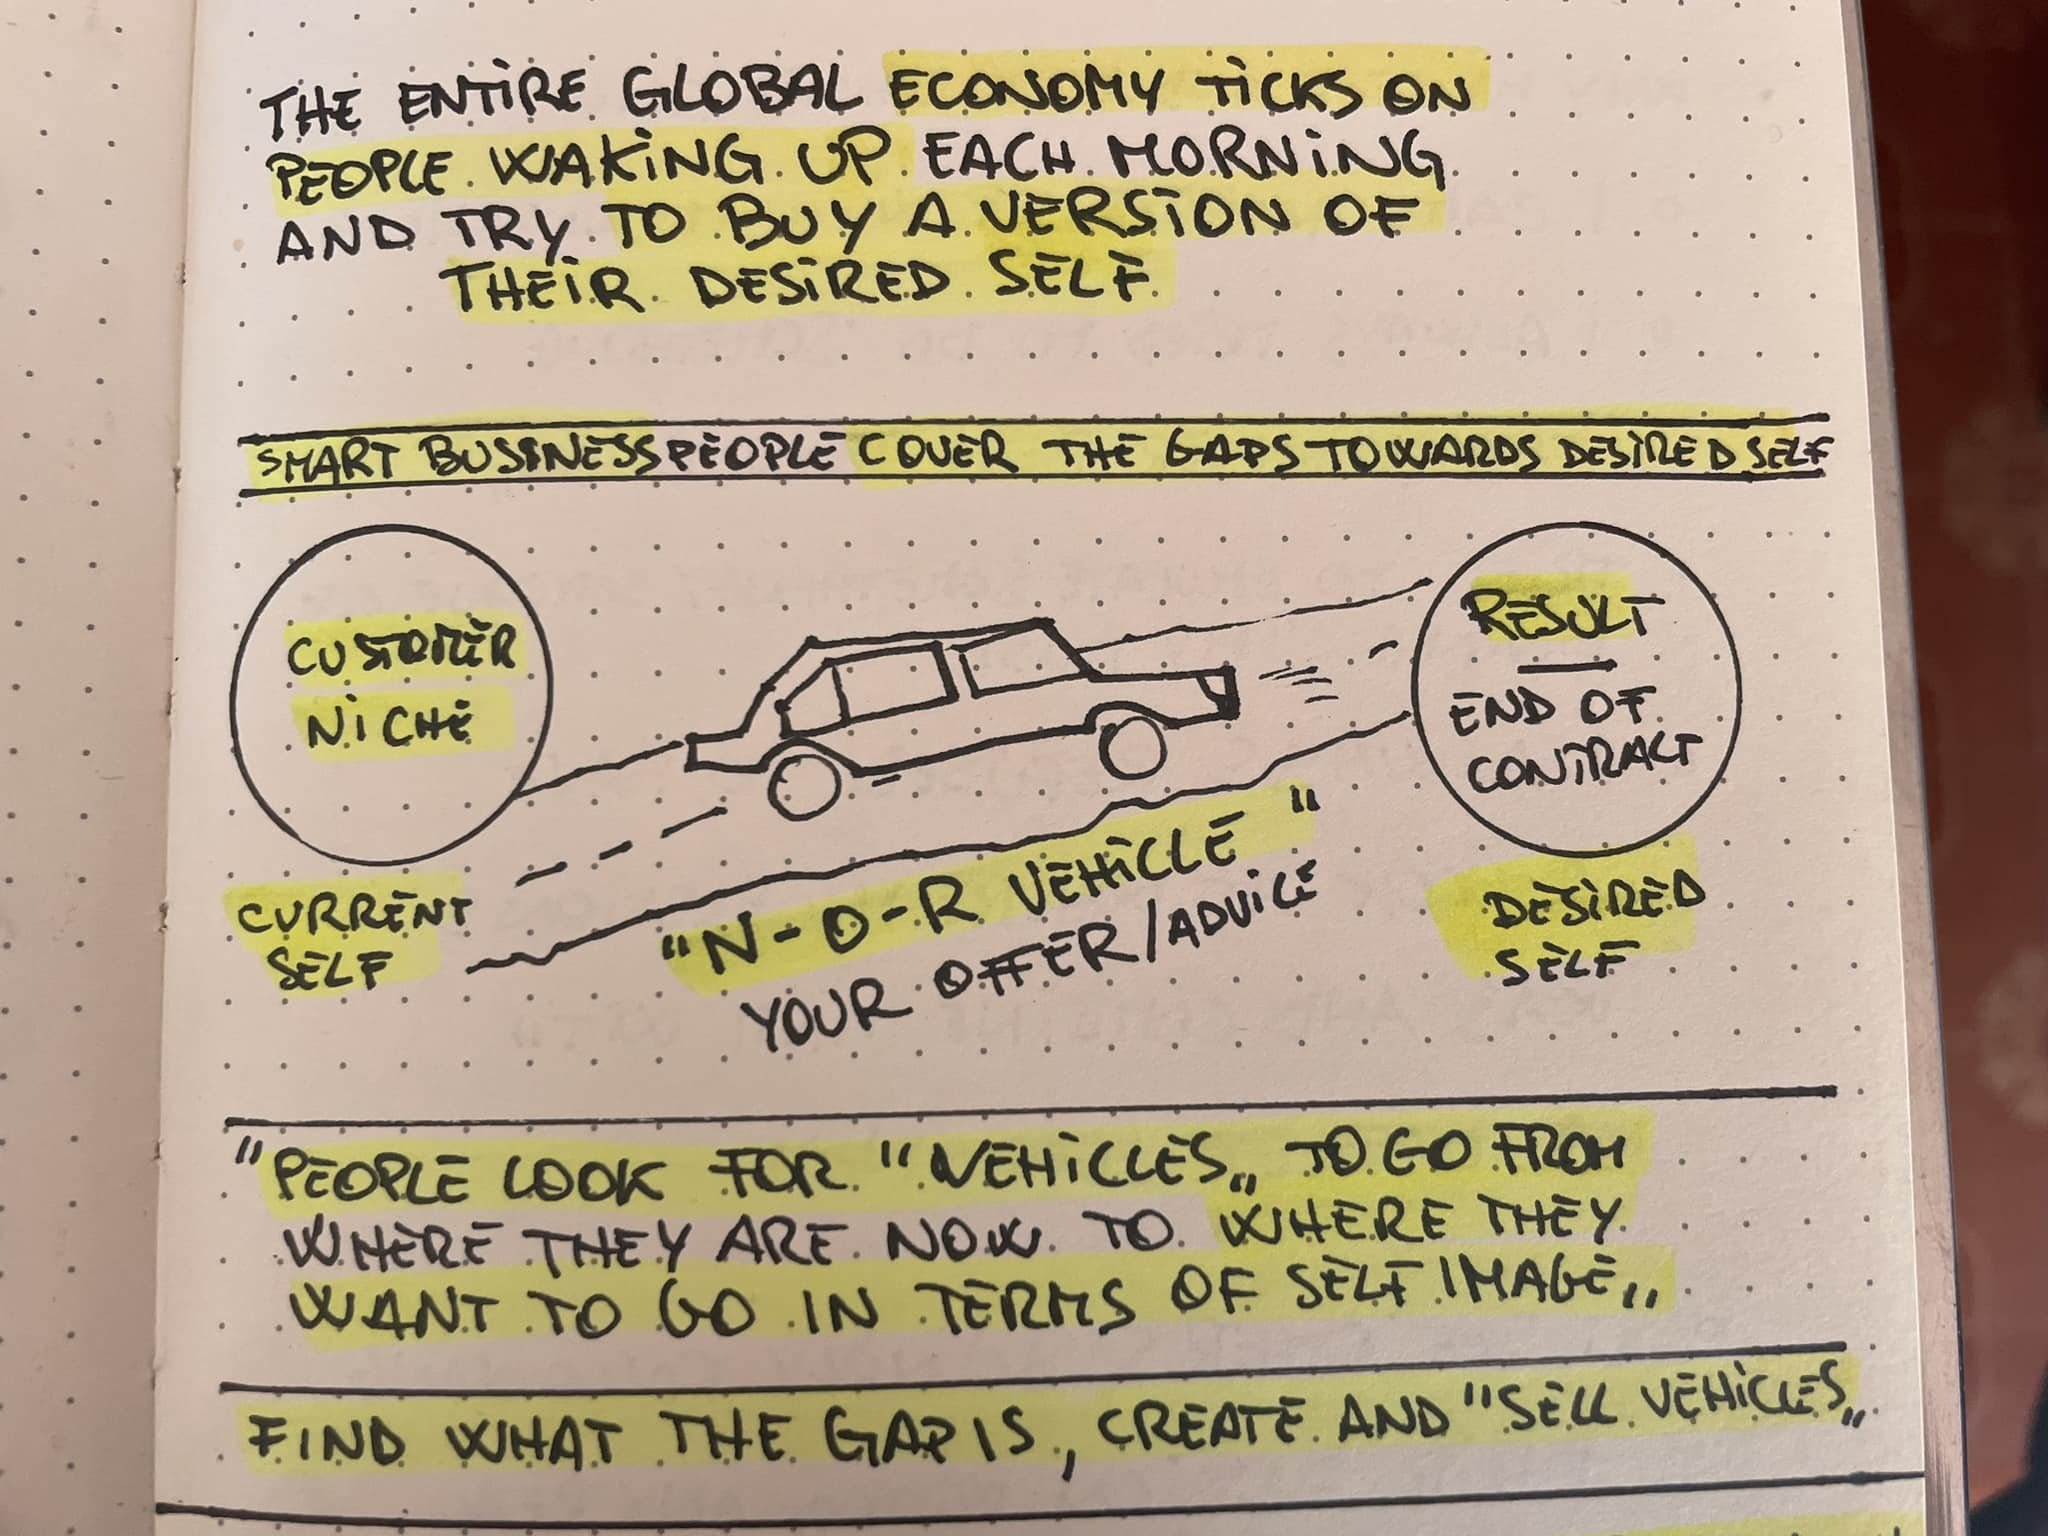 THE ENTIRE GLOBAL ECONOMY TICKS ON
PEOPLE WAKING UP EACH MORNING
AND TRY TO BUY A VERSION OF
THEIR DESIRED SELF
SMART BUSINESSPEOPLE COVER THE GAPS TOWARDS DESIRED SELF
CUSTOMER
NICHE
CURRENT
SELF
"N-O-R VEHICLE"
YOUR OFFER/ADVICE
RESULT
—
END OF
CONTRACT
DESIRED
SELF
"PEOPLE LOOK FOR "VEHICLES„ TO GO FROM
WHERE THEY ARE NOW TO WHERE THEY
WANT TO GO IN TERMS OF SELF IMAGE„
FIND WHAT THE GAP IS, CREATE AND "SELL VEHICLES„